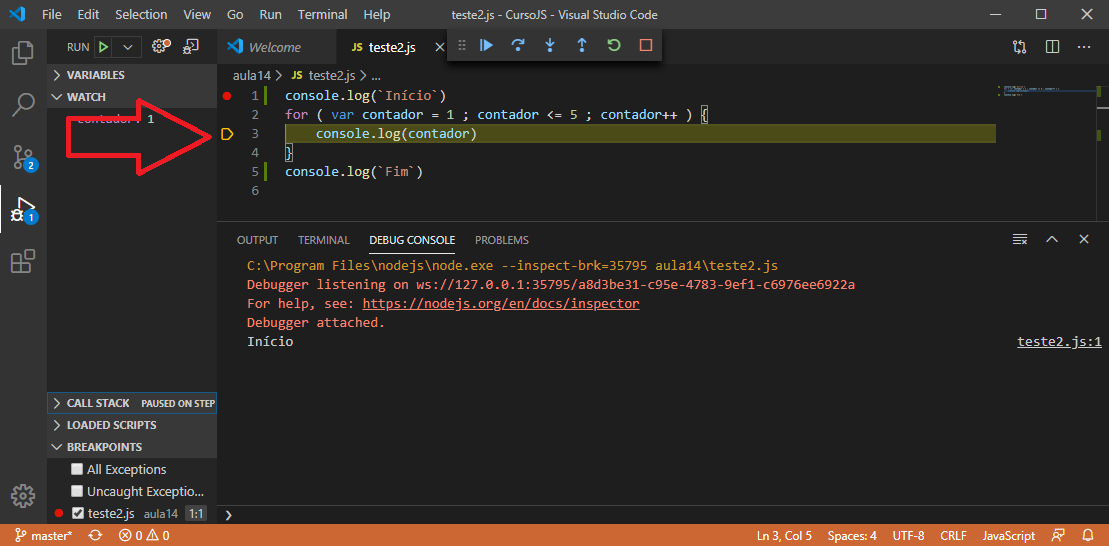 File Edit Selection View Go Run Terminal Help teste2.js - CursoJS - Visual Studio Code
RUN
Welcome
JS teste2.js
aula14 > JS teste2.js > ...
VARIABLES
WATCH
contador: 1
1 console.log(`Início`)
2 for ( var contador = 1 ; contador <= 5 ; contador++ ) {
3 console.log(contador)
4 }
5 console.log(`Fim`)
6
2
1
OUTPUT TERMINAL DEBUG CONSOLE PROBLEMS
C:\Program Files\nodejs\node.exe --inspect-brk=35795 aula14\teste2.js
Debugger listening on ws://127.0.0.1:35795/a8d3be31-c95e-4783-9ef1-c6976ee6922a
For help, see: https://nodejs.org/en/docs/inspector
Debugger attached.
Início teste2.js:1
CALL STACK PAUSED ON STEP
LOADED SCRIPTS
BREAKPOINTS
All Exceptions
Uncaught Exceptio...
teste2.js aula14 1:1
>
master* 0 0 Ln 3, Col 5 Spaces: 4 UTF-8 CRLF JavaScript